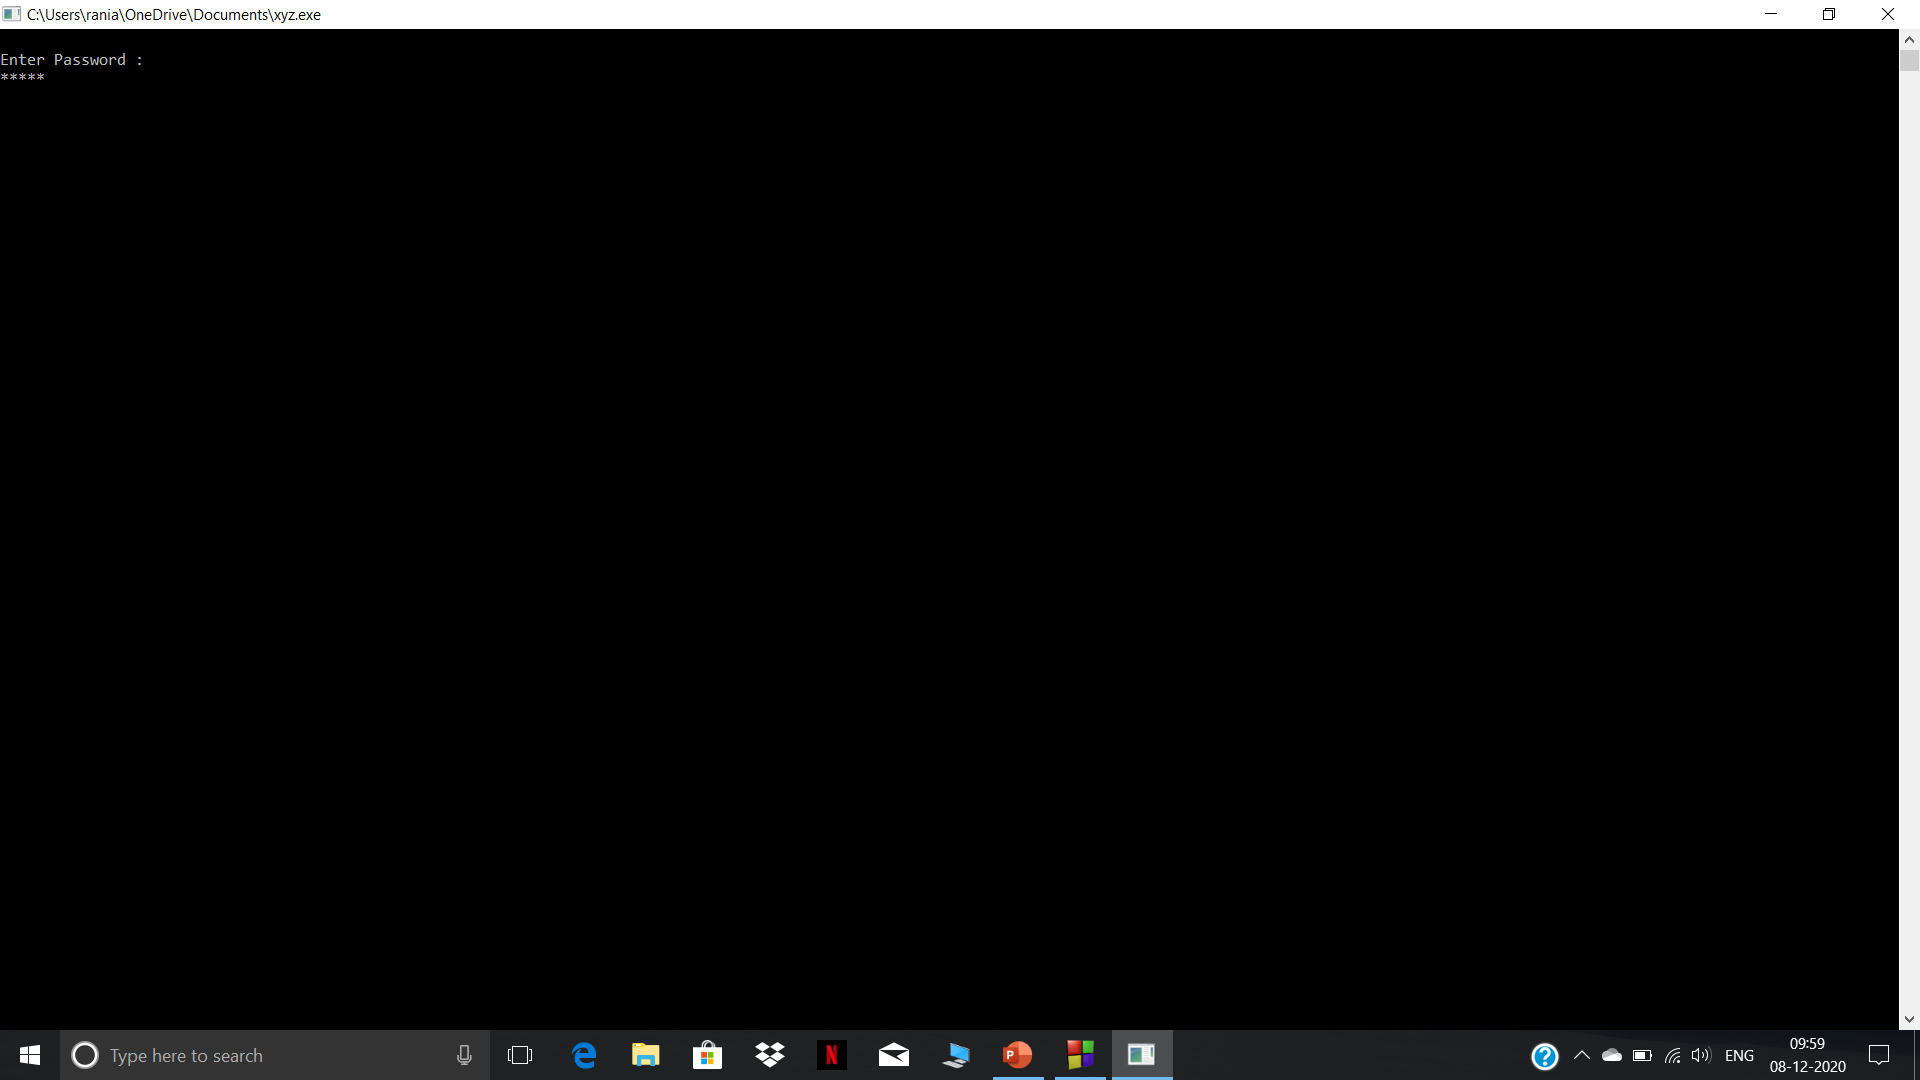 C:\Users\rania\OneDrive\Documents\xyz.exe
Enter Password :
*****
Type here to search
N
P
?
ENG
09:59
08-12-2020